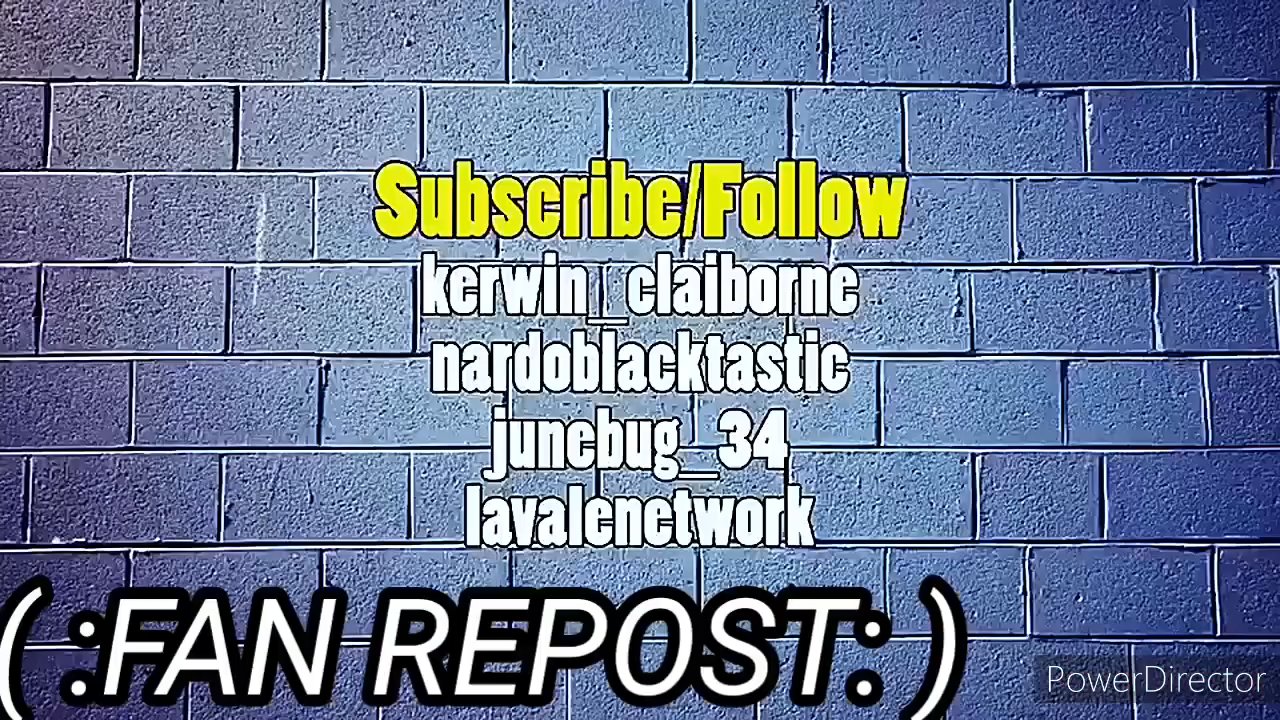 Subscribe/Follow
kerwin_claiborne
nardoblacktastic
junebug_34
lavalenetwork
( :FAN REPOST: )
PowerDirector